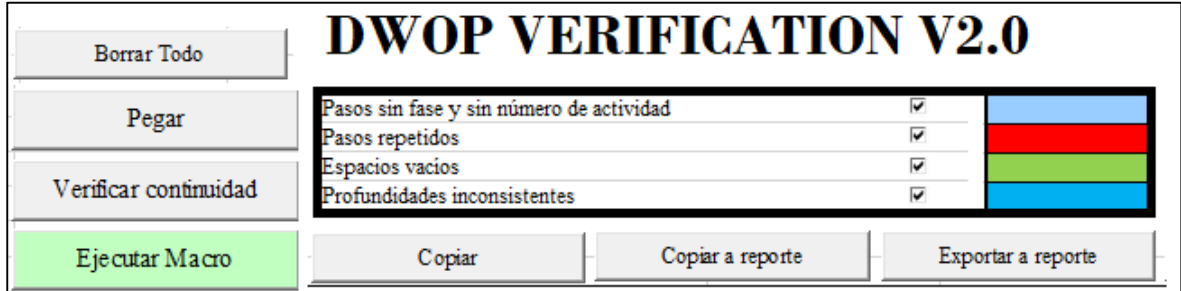 DWOP VERIFICATION V2.0
Borrar Todo
Pegar
Verificar continuidad
Ejecutar Macro
Pasos sin fase y sin número de actividad
Pasos repetidos
Espacios vacíos
Profundidades inconsistentes
Copiar
Copiar a reporte
Exportar a reporte